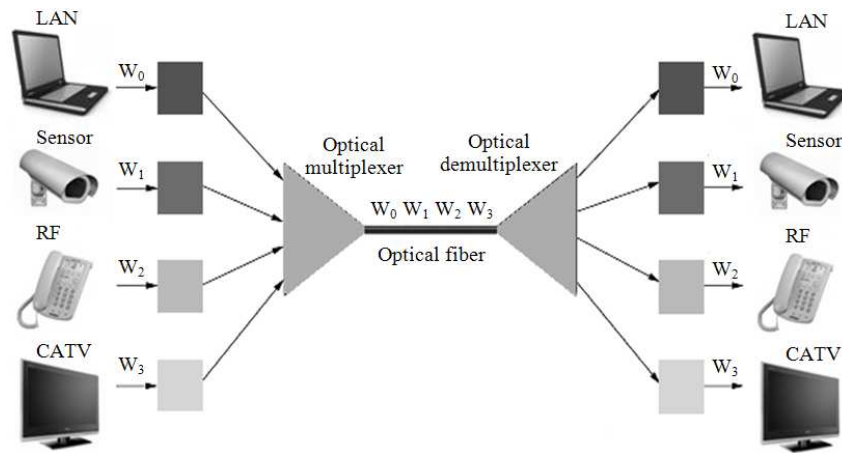 LAN
W₀
Sensor
W₁
RF
W₂
CATV
W₃
Optical
multiplexer
W₀ W₁ W₂ W₃
Optical fiber
Optical
demultiplexer
LAN
W₀
Sensor
W₁
RF
W₂
CATV
W₃